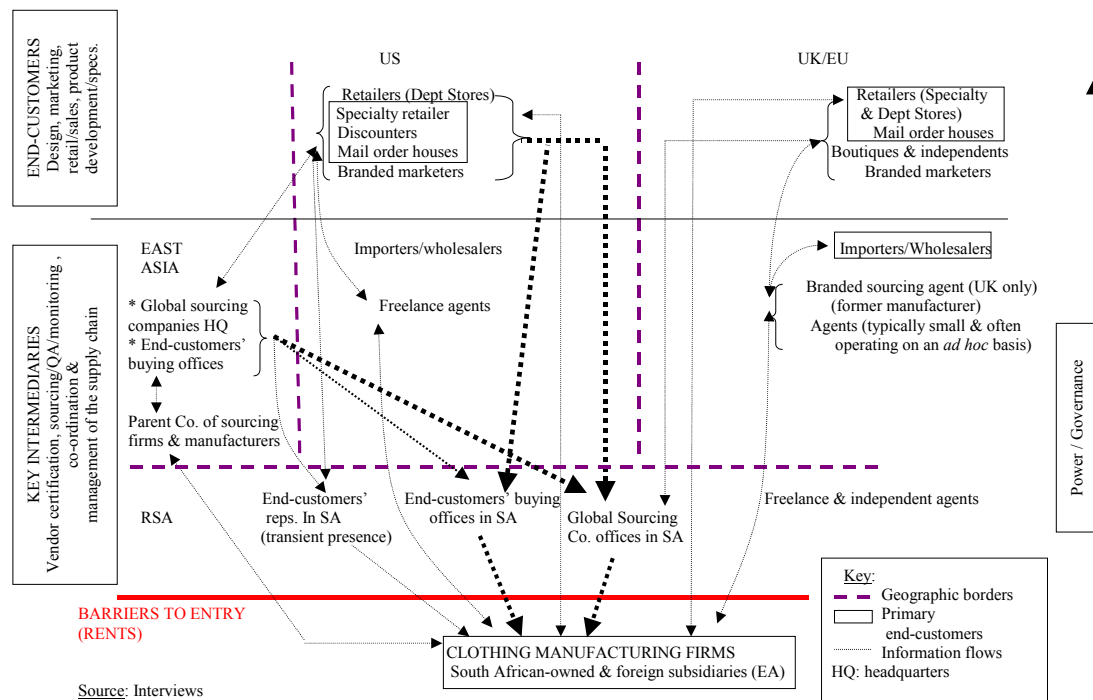 END-CUSTOMERS
Design, marketing,
retail/sales, product
development/specs.
US
UK/EU
Retailers (Dept Stores)
Specialty retailer
Discounters
Mail order houses
Branded marketers
Retailers (Specialty
& Dept Stores)
Mail order houses
Boutiques & independents
Branded marketers
KEY INTERMEDIARIES
Vendor certification, sourcing/QA/monitoring ,
co-ordination &
management of the supply chain
EAST
ASIA
Importers/wholesalers
Importers/Wholesalers
* Global sourcing
companies HQ
* End-customers'
buying offices
Freelance agents
Branded sourcing agent (UK only)
(former manufacturer)
Agents (typically small & often
operating on an ad hoc basis)
Parent Co. of sourcing
firms & manufacturers
Power / Governance
RSA
End-customers'
reps. In SA
(transient presence)
End-customers' buying
offices in SA
Global Sourcing
Co. offices in SA
Freelance & independent agents
BARRIERS TO ENTRY
(RENTS)
CLOTHING MANUFACTURING FIRMS
South African-owned & foreign subsidiaries (EA)
Key:
Geographic borders
Primary
end-customers
Information flows
HQ: headquarters
Source: Interviews